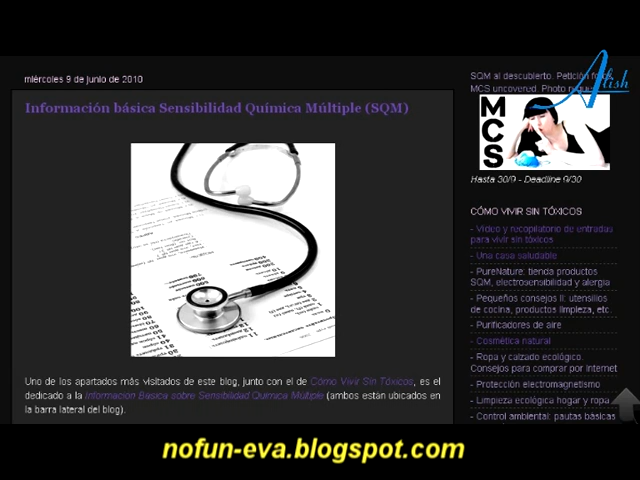 miércoles 9 de junio de 2010
Información básica Sensibilidad Química Múltiple (SQM)
Uno de los apartados más visitados de este blog, junto con el de Cómo Vivir Sin Tóxicos, es el
dedicado a la Información Básica sobre Sensibilidad Química Múltiple (ambos están ubicados en
la barra lateral del blog).
SQM al descubierto. Petición
MCS uncovered. Photo
Alish
MCS
Hasta 30/9 - Deadline 9/30
CÓMO VIVIR SIN TÓXICOS
- Vídeo y recopilatorio de entradas
para vivir sin tóxicos
- Una casa saludable
- PureNature: tienda productos
SQM, electrosensibilidad y alergia
- Pequeños consejos II: utensilios
de cocina, productos limpieza, etc.
- Purificadores de aire
- Cosmética natural
- Ropa y calzado ecológico.
Consejos para comprar por Internet
- Protección electromagnetismo
- Limpieza ecológica hogar y ropa
- Control ambiental: pautas básicas
nofun-eva.blogspot.com